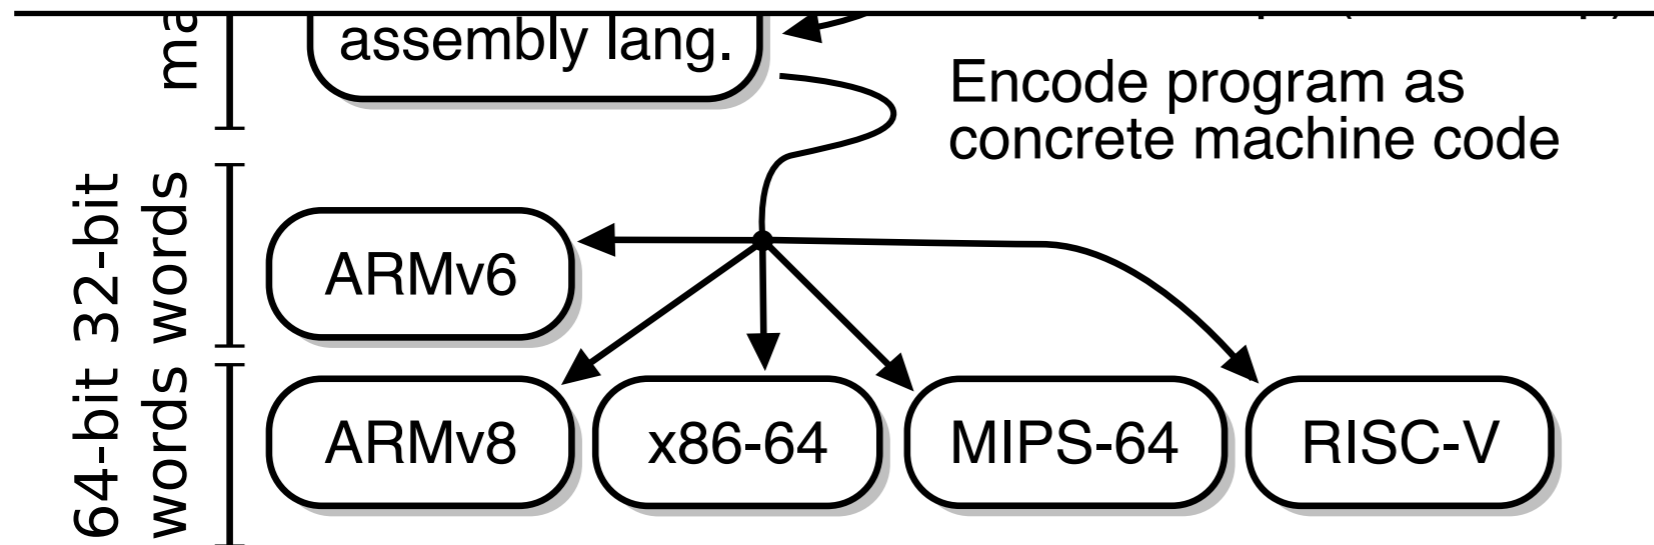 assembly lang.
Encode program as
concrete machine code
32-bit
words
ARMv6
64-bit
words
ARMv8
x86-64
MIPS-64
RISC-V